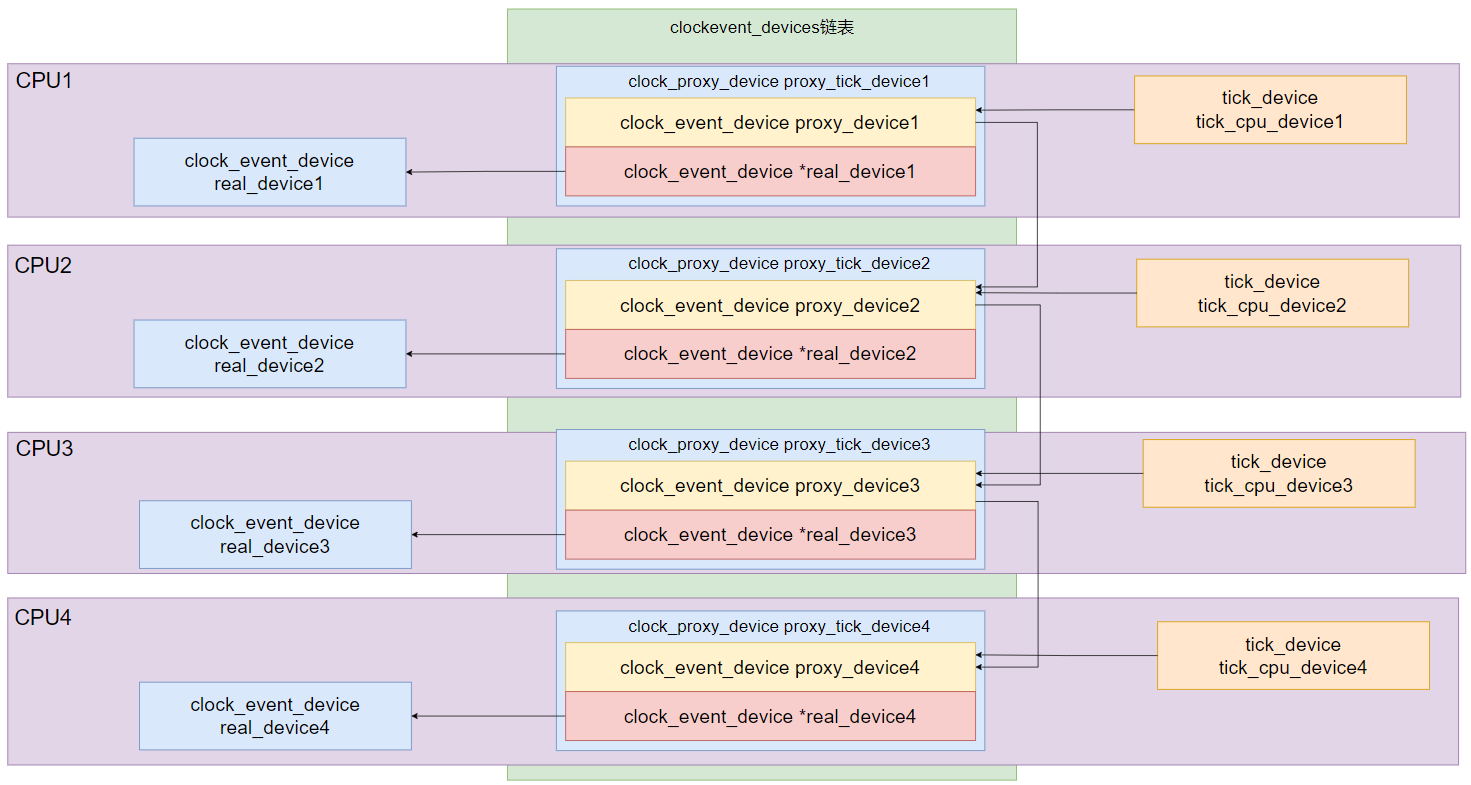 clockevent_devices链表
CPU1
clock_proxy_device proxy_tick_device1
clock_event_device proxy_device1
clock_event_device *real_device1
clock_event_device
real_device1
tick_device
tick_cpu_device1
CPU2
clock_proxy_device proxy_tick_device2
clock_event_device proxy_device2
clock_event_device *real_device2
clock_event_device
real_device2
tick_device
tick_cpu_device2
CPU3
clock_proxy_device proxy_tick_device3
clock_event_device proxy_device3
clock_event_device *real_device3
clock_event_device
real_device3
tick_device
tick_cpu_device3
CPU4
clock_proxy_device proxy_tick_device4
clock_event_device proxy_device4
clock_event_device *real_device4
clock_event_device
real_device4
tick_device
tick_cpu_device4